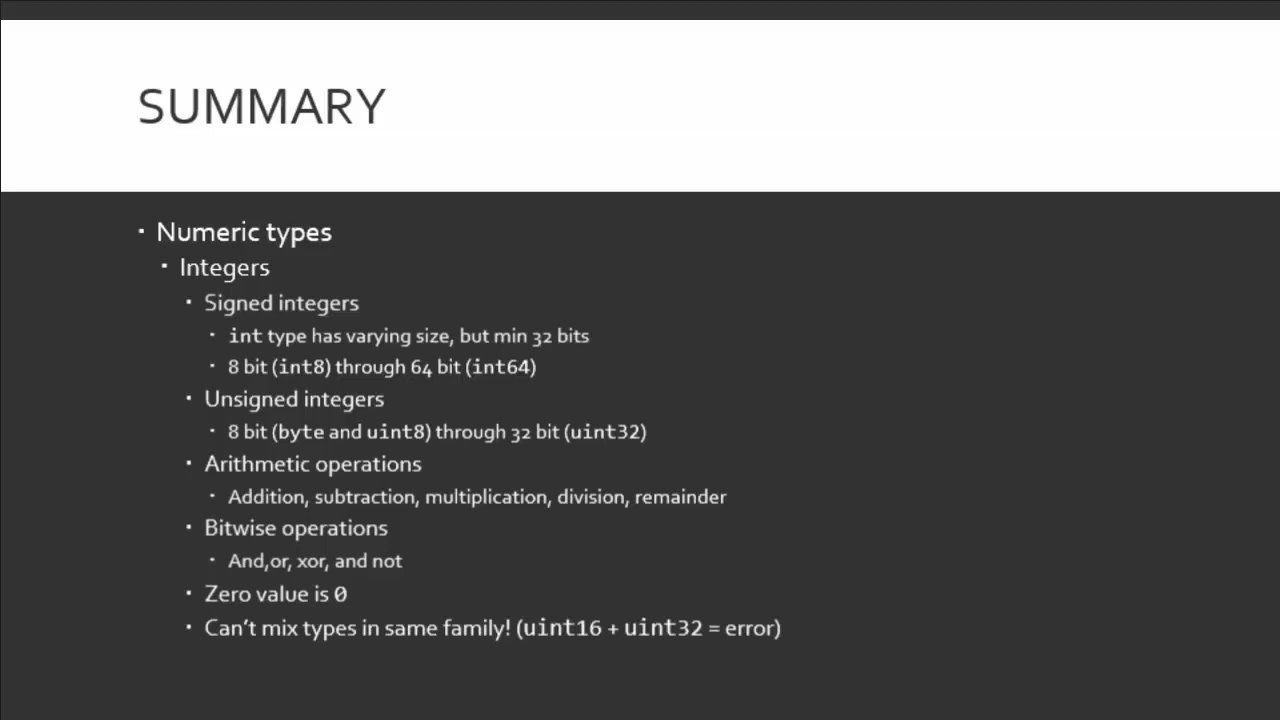 SUMMARY
▪ Numeric types
▪ Integers
▪ Signed integers
▪ int type has varying size, but min 32 bits
▪ 8 bit (int8) through 64 bit (int64)
▪ Unsigned integers
▪ 8 bit (byte and uint8) through 32 bit (uint32)
▪ Arithmetic operations
▪ Addition, subtraction, multiplication, division, remainder
▪ Bitwise operations
▪ And,or, xor, and not
▪ Zero value is 0
▪ Can't mix types in same family! (uint16 + uint32 = error)